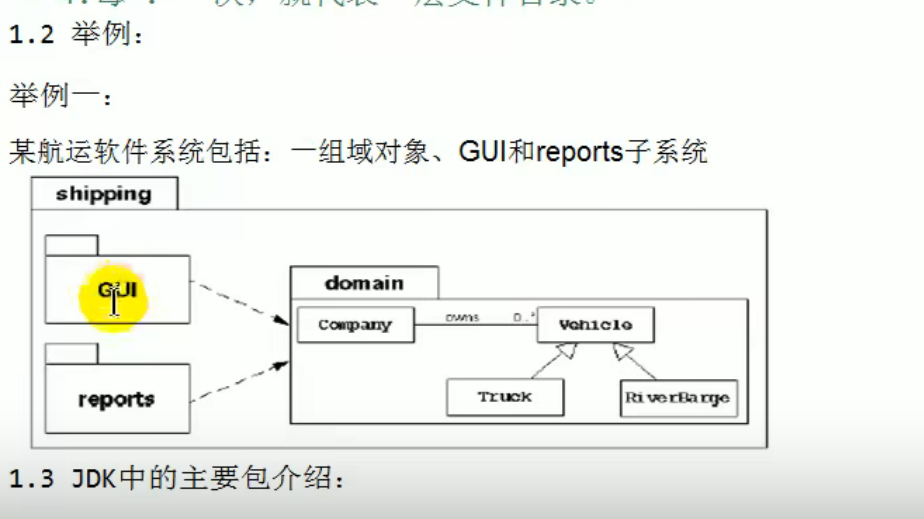 1.2 举例：
举例一：
某航运软件系统包括：一组域对象、GUI和reports子系统
shipping
GUI
domain
Company
owns
0..*
Vehicle
reports
Truck
RiverBarge
1.3 JDK中的主要包介绍：